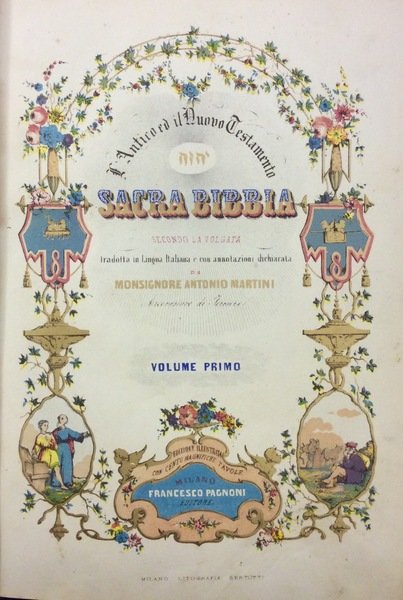 L'Antico ed il Nuovo Testamento
יהוה
SACRA BIBBIA
SECONDO LA VOLGATA
tradotta in Lingua Italiana e con annotazioni dichiarata
DA
MONSIGNORE ANTONIO MARTINI
Arcivescovo di Firenze
VOLUME PRIMO
EDIZIONE ILLUSTRATA
CON CENTO MAGNIFICHE TAVOLE
MILANO
FRANCESCO PAGNONI
EDITORE
MILANO LITOGRAFIA BERTOTTI